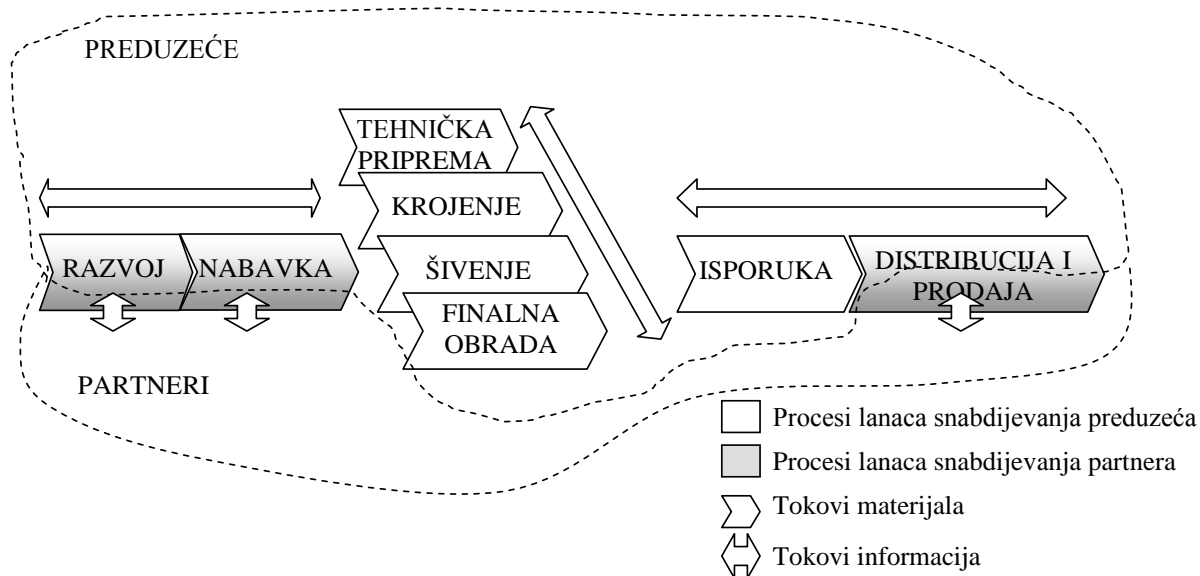 PREDUZEĆE
TEHNIČKA
PRIPREMA
KROJENJE
RAZVOJ
NABAVKA
ŠIVENJE
FINALNA
OBRADA
ISPORUKA
DISTRIBUCIJA I
PRODAJA
PARTNERI
Procesi lanaca snabdijevanja preduzeća
Procesi lanaca snabdijevanja partnera
Tokovi materijala
Tokovi informacija